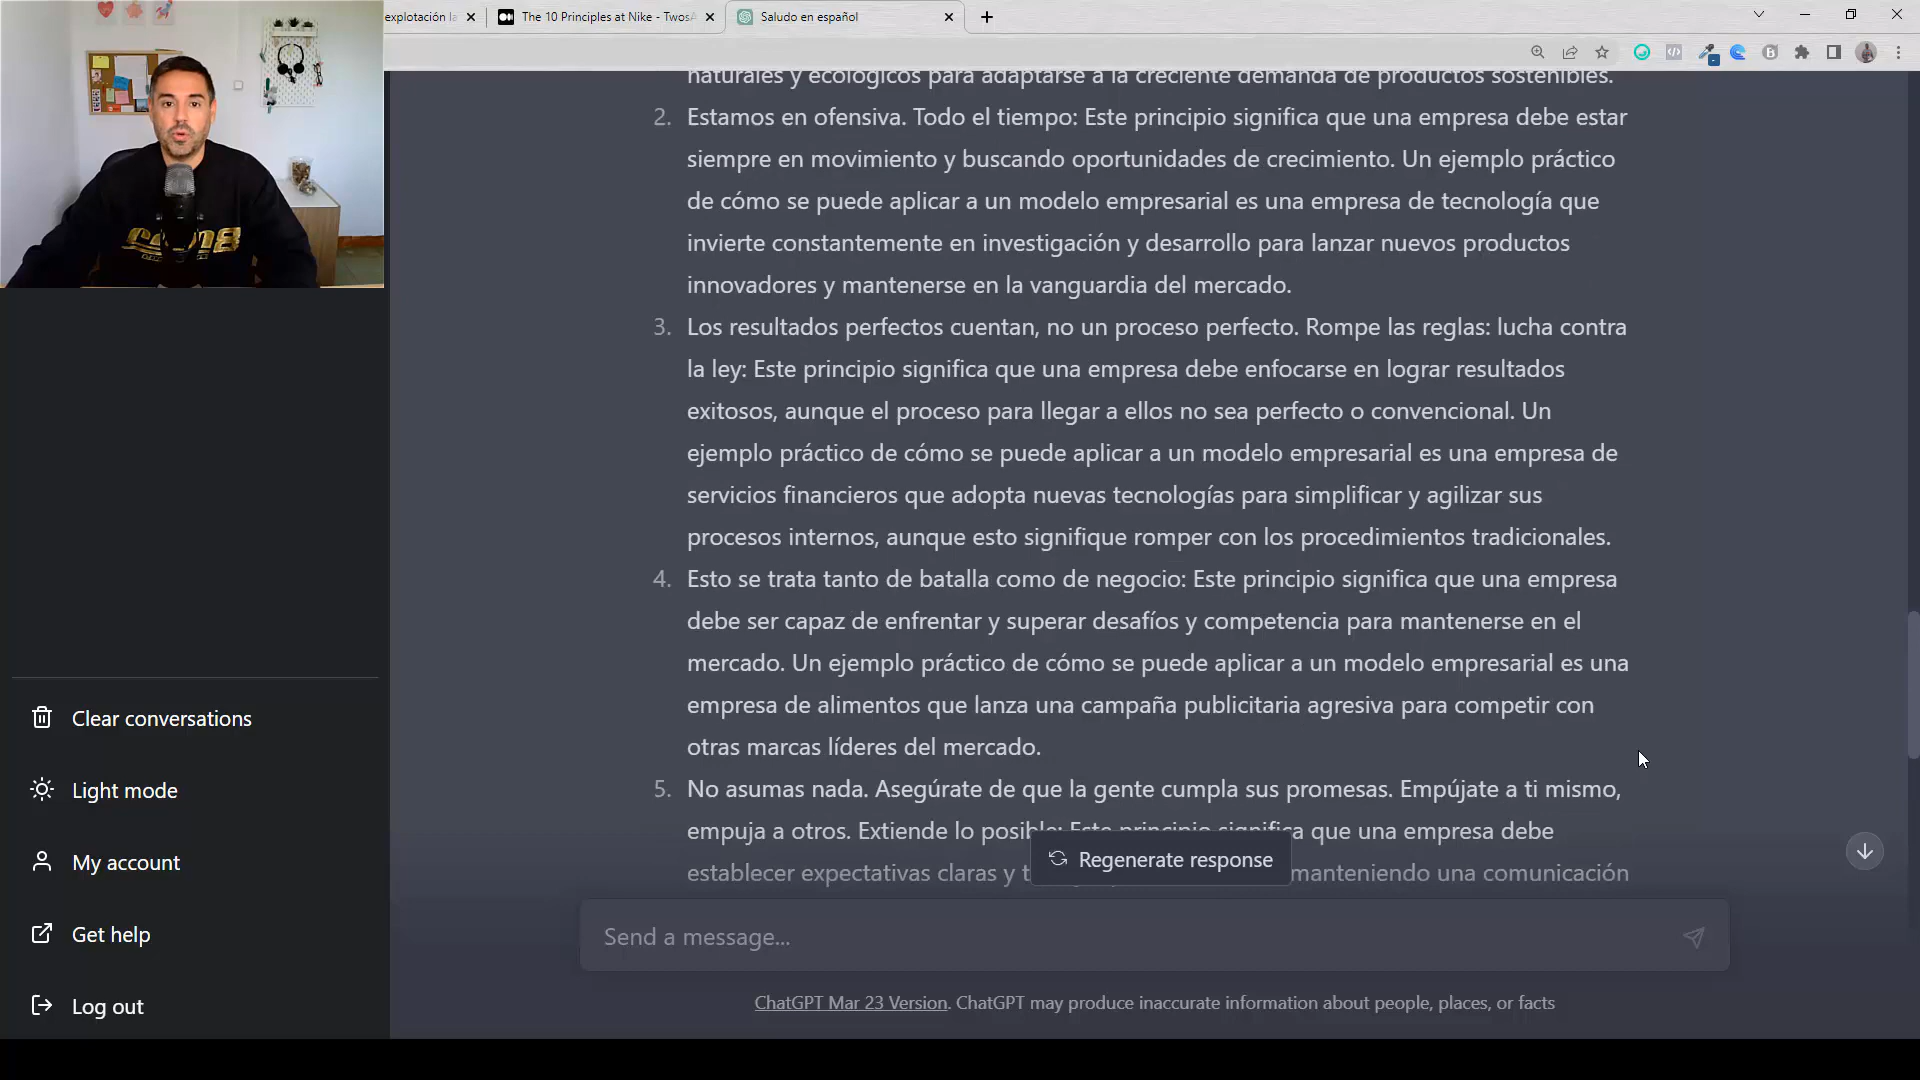 explotación la
The 10 Principles at Nike - TwosA
Saludo en español
naturales y ecológicos para adaptarse a la creciente demanda de productos sostenibles.
2. Estamos en ofensiva. Todo el tiempo: Este principio significa que una empresa debe estar
siempre en movimiento y buscando oportunidades de crecimiento. Un ejemplo práctico
de cómo se puede aplicar a un modelo empresarial es una empresa de tecnología que
invierte constantemente en investigación y desarrollo para lanzar nuevos productos
innovadores y mantenerse en la vanguardia del mercado.
3. Los resultados perfectos cuentan, no un proceso perfecto. Rompe las reglas: lucha contra
la ley: Este principio significa que una empresa debe enfocarse en lograr resultados
exitosos, aunque el proceso para llegar a ellos no sea perfecto o convencional. Un
ejemplo práctico de cómo se puede aplicar a un modelo empresarial es una empresa de
servicios financieros que adopta nuevas tecnologías para simplificar y agilizar sus
procesos internos, aunque esto signifique romper con los procedimientos tradicionales.
4. Esto se trata tanto de batalla como de negocio: Este principio significa que una empresa
debe ser capaz de enfrentar y superar desafíos y competencia para mantenerse en el
mercado. Un ejemplo práctico de cómo se puede aplicar a un modelo empresarial es una
empresa de alimentos que lanza una campaña publicitaria agresiva para competir con
otras marcas líderes del mercado.
5. No asumas nada. Asegúrate de que la gente cumpla sus promesas. Empújate a ti mismo,
empuja a otros. Extiende lo posible: Este principio significa que una empresa debe
establecer expectativas claras y manteniendo una comunicación
Regenerate response
Send a message...
ChatGPT Mar 23 Version. ChatGPT may produce inaccurate information about people, places, or facts
Clear conversations
Light mode
My account
Get help
Log out